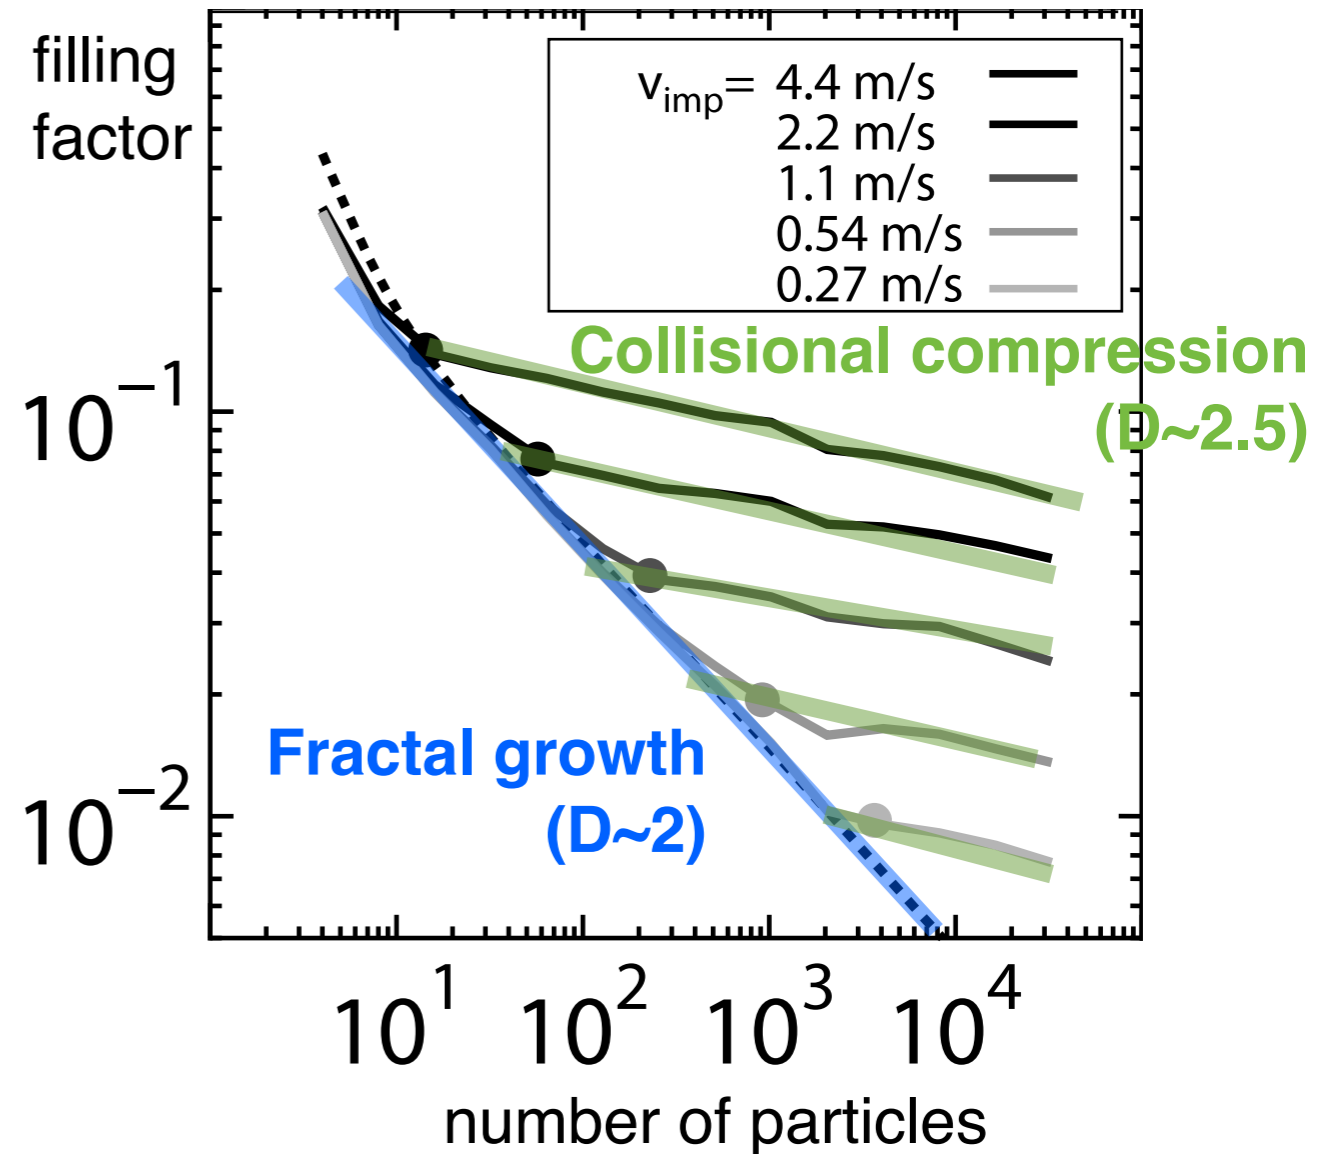 filling
factor
v_imp= 4.4 m/s
2.2 m/s
1.1 m/s
0.54 m/s
0.27 m/s
Collisional compression
(D~2.5)
10^−1
Fractal growth
(D~2)
10^−2
10^1 10^2 10^3 10^4
number of particles